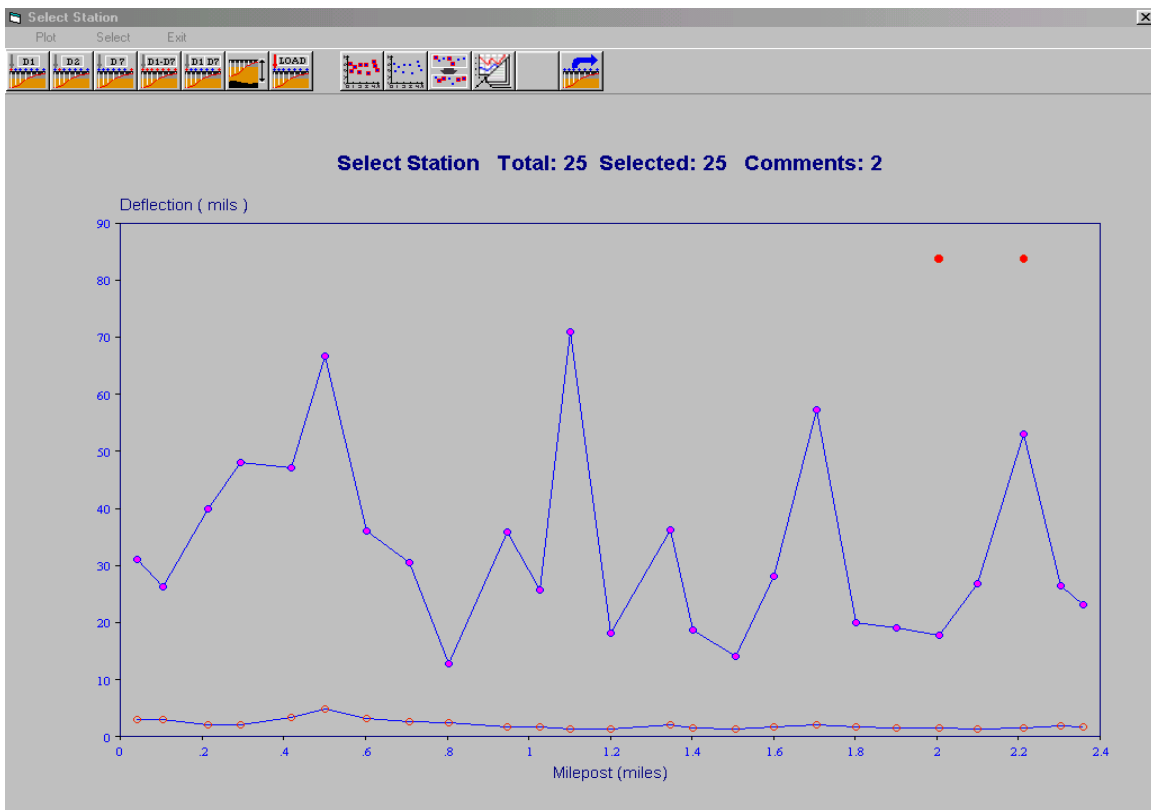 Select Station
Plot Select Exit
D1 D2 D7 D1-D7 D1 D7 LOAD
Select Station Total: 25 Selected: 25 Comments: 2
Deflection ( mils )
90
80
70
60
50
40
30
20
10
0
0 .2 .4 .6 .8 1 1.2 1.4 1.6 1.8 2 2.2 2.4
Milepost (miles)